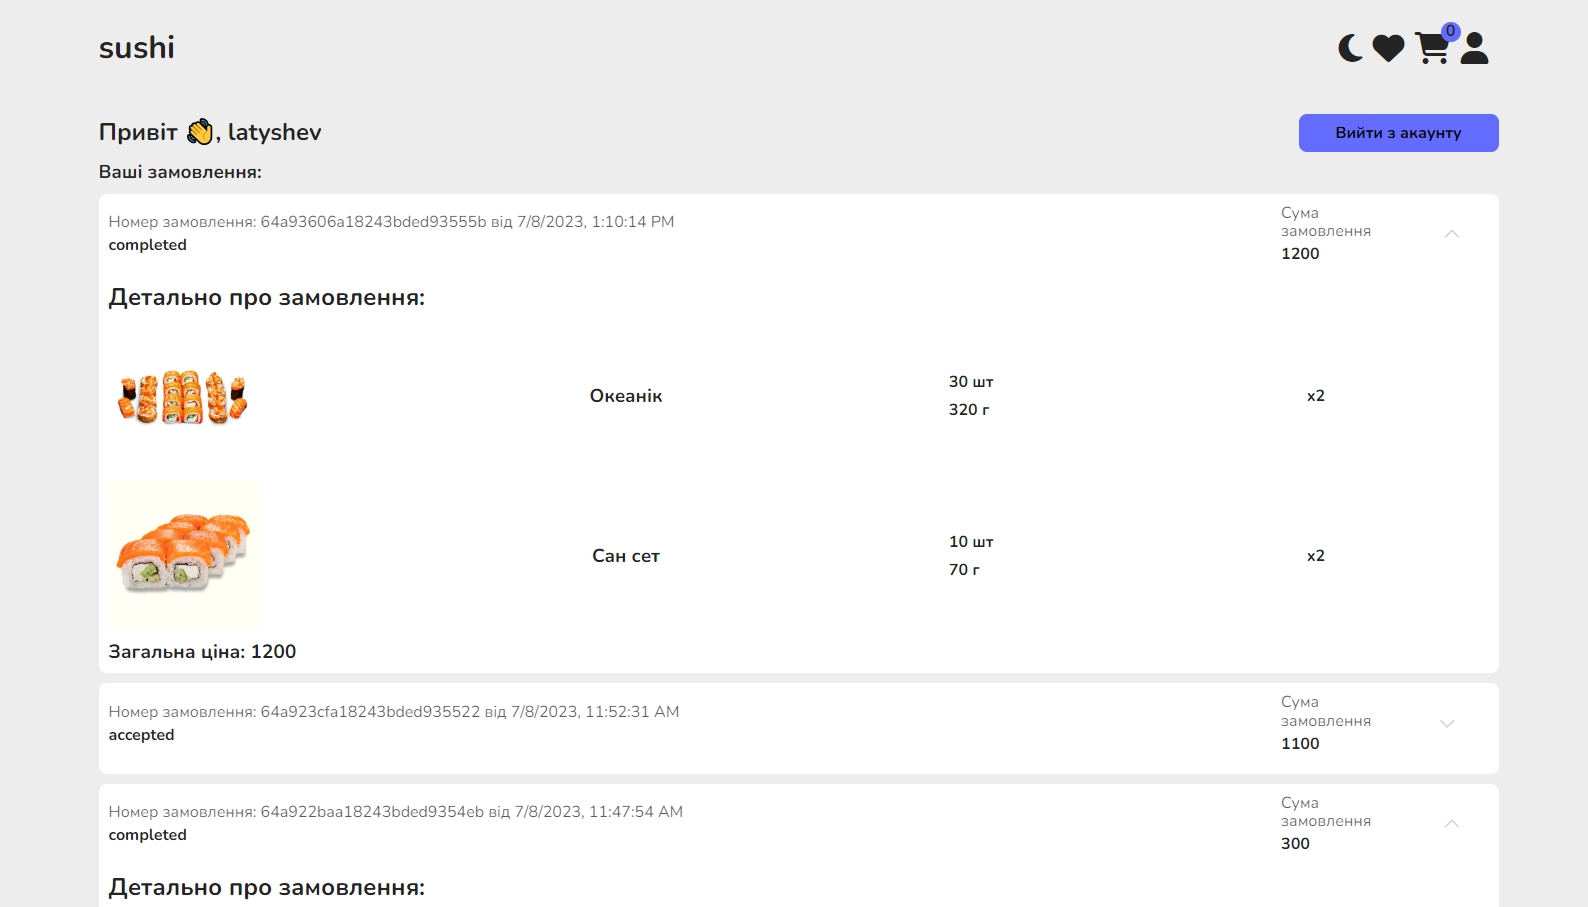 sushi
0
Привіт 👋, latyshev
Вийти з акаунту
Ваші замовлення:
Номер замовлення: 64a93606a18243bded93555b від 7/8/2023, 1:10:14 PM
completed
Сума
замовлення
1200
Детально про замовлення:
Океанік
30 шт
320 г
x2
Сан сет
10 шт
70 г
x2
Загальна ціна: 1200
Номер замовлення: 64a923cfa18243bded935522 від 7/8/2023, 11:52:31 AM
accepted
Сума
замовлення
1100
Номер замовлення: 64a922baa18243bded9354eb від 7/8/2023, 11:47:54 AM
completed
Сума
замовлення
300
Детально про замовлення: